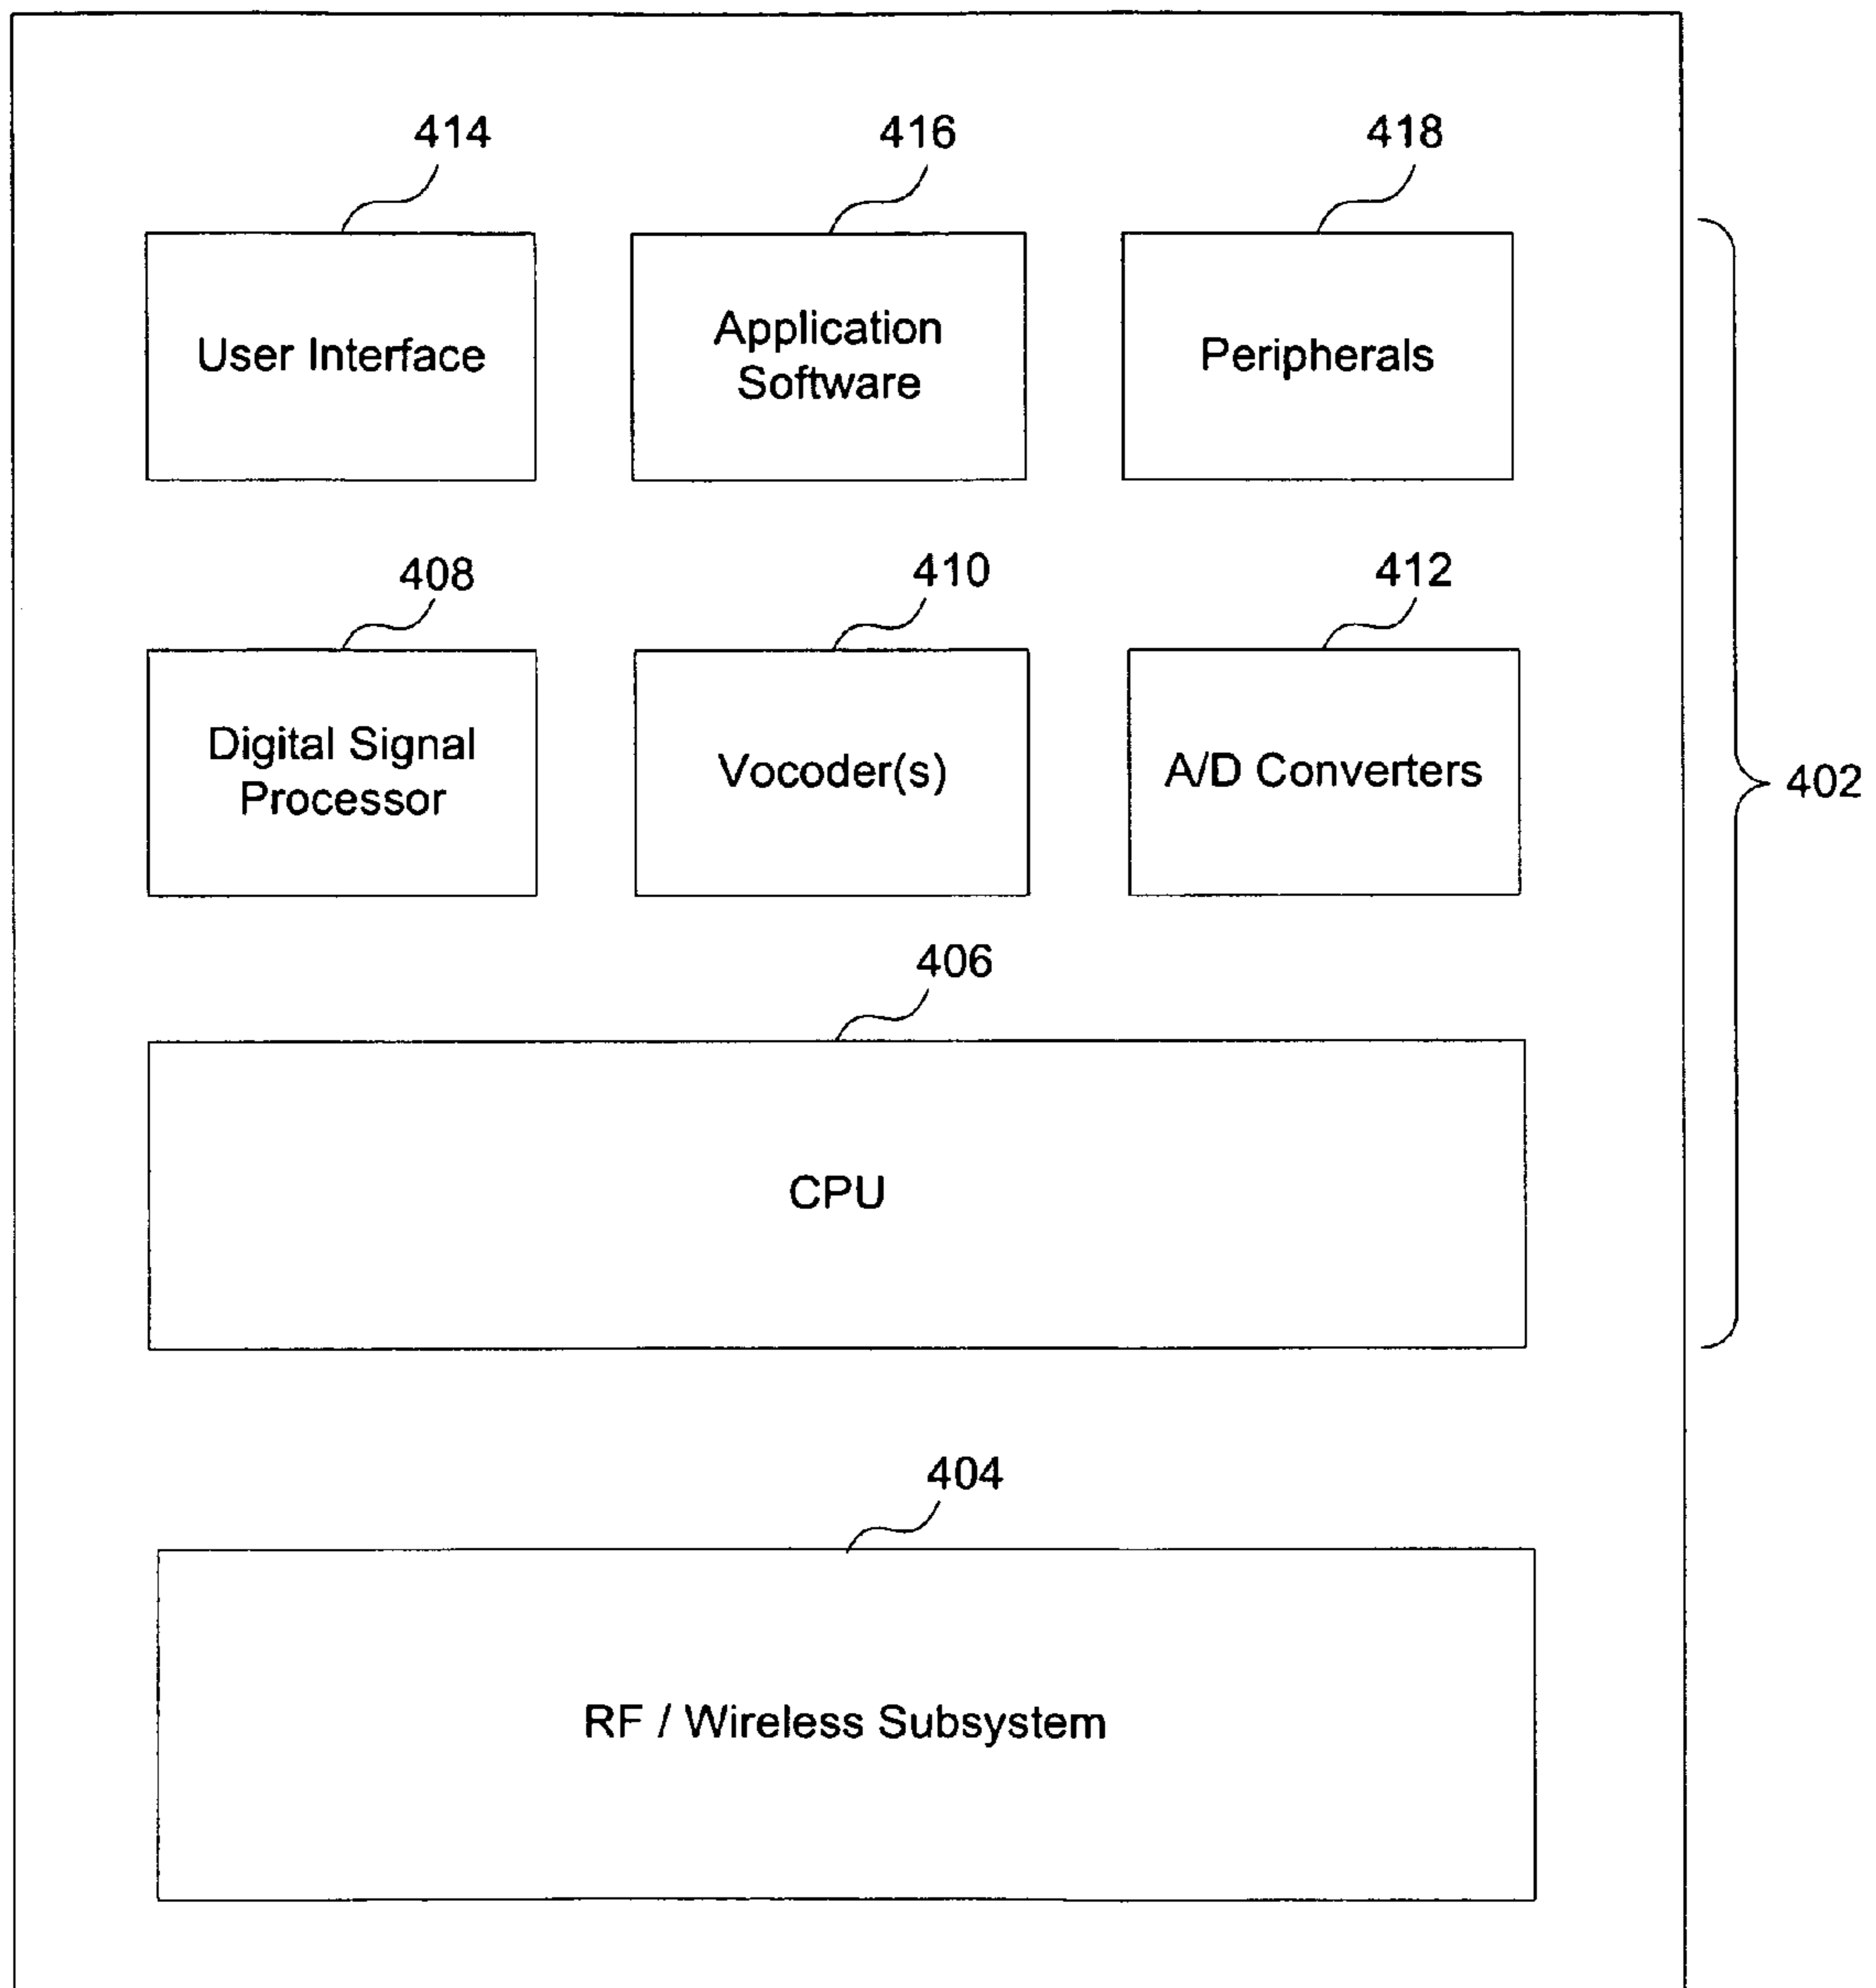 414
416
418
User Interface
Application
Software
Peripherals
408
410
412
Digital Signal
Processor
Vocoder(s)
A/D Converters
402
406
CPU
404
RF / Wireless Subsystem